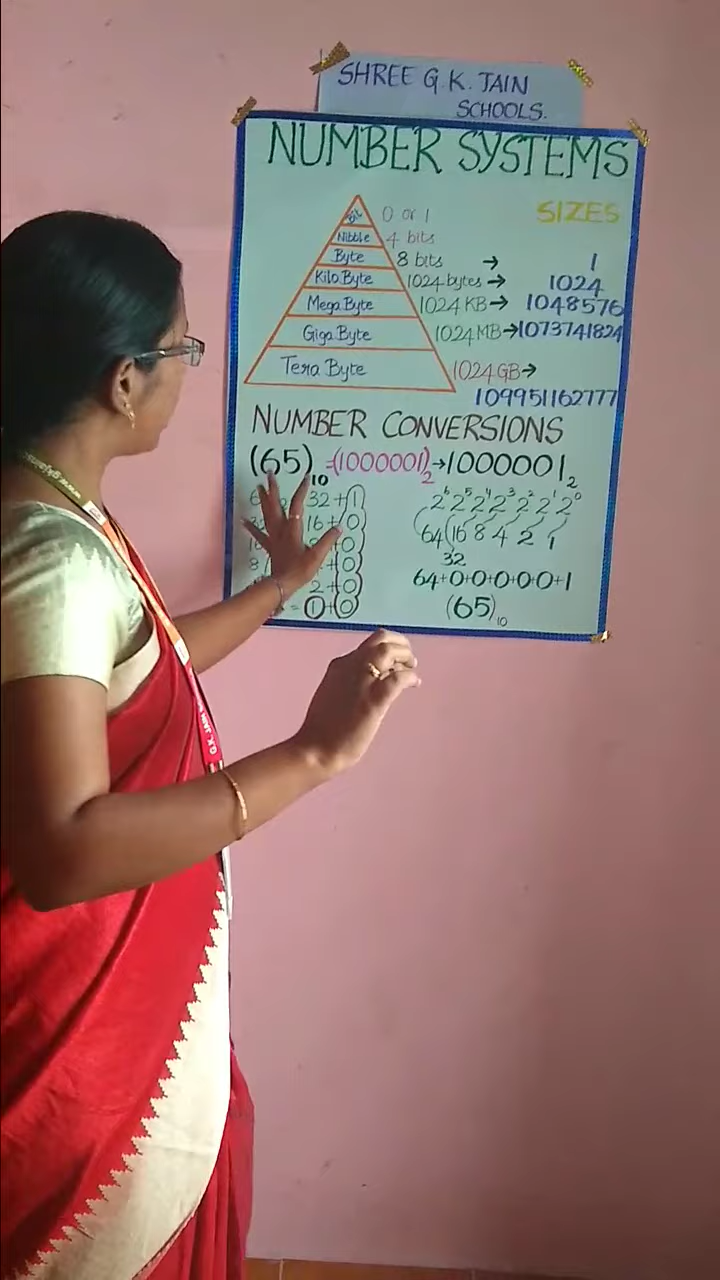 SHREE G.K. JAIN
SCHOOLS.
NUMBER SYSTEMS
SIZES
Bit 0 or 1
Nibble 4 bits
Byte 8 bits → 1
Kilo Byte 1024 bytes → 1024
Mega Byte 1024 KB → 1048576
Giga Byte 1024 MB → 1073741824
Tera Byte 1024 GB →
109951162777
NUMBER CONVERSIONS
(65)₁₀ = (1000001)₂ → 1000001₂
32 + 1
16 + 0
+ 0
+ 0
2 + 0
= 1 + 0
2⁶ 2⁵ 2⁴ 2³ 2² 2¹ 2⁰
64 16 8 4 2 1
32
64+0+0+0+0+0+1
(65)₁₀